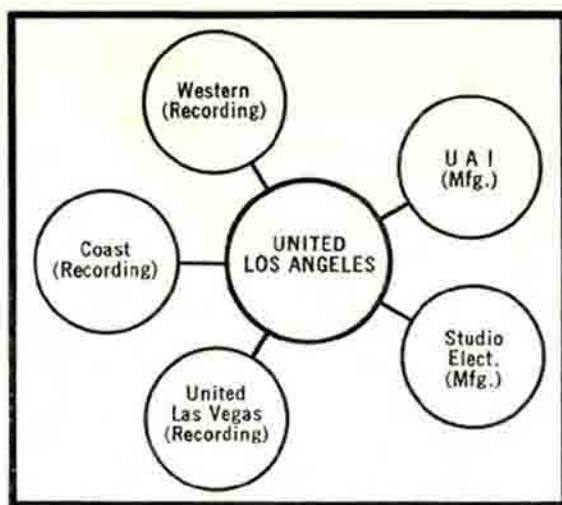 Western
(Recording)
U A I
(Mfg.)
UNITED
LOS ANGELES
Coast
(Recording)
Studio
Elect.
(Mfg.)
United
Las Vegas
(Recording)